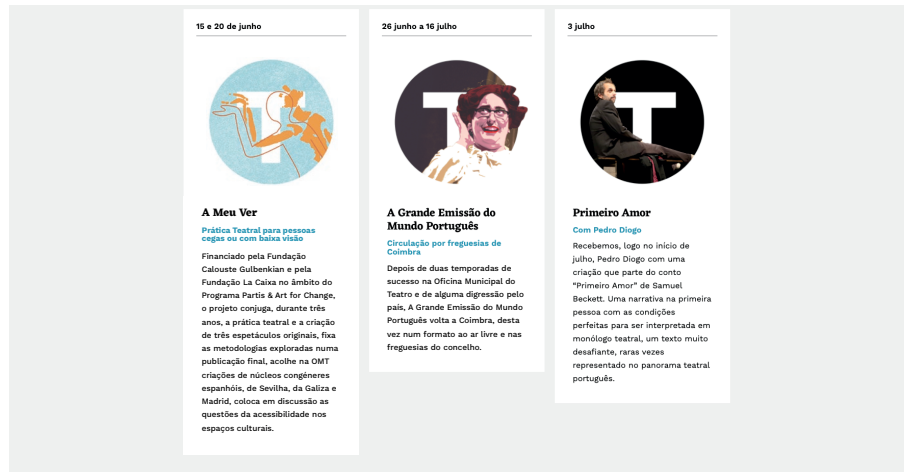 15 e 20 de junho
T
A Meu Ver
Prática Teatral para pessoas
cegas ou com baixa visão
Financiado pela Fundação
Calouste Gulbenkian e pela
Fundação La Caixa no âmbito do
Programa Partis & Art for Change,
o projeto conjuga, durante três
anos, a prática teatral e a criação
de três espetáculos originais, fixa
as metodologias exploradas numa
publicação final, acolhe na OMT
criações de núcleos congéneres
espanhóis, de Sevilha, da Galiza e
Madrid, coloca em discussão as
questões da acessibilidade nos
espaços culturais.
26 junho a 16 julho
T
A Grande Emissão do
Mundo Português
Circulação por freguesias de
Coimbra
Depois de duas temporadas de
sucesso na Oficina Municipal do
Teatro e de alguma digressão pelo
país, A Grande Emissão do Mundo
Português volta a Coimbra, desta
vez num formato ao ar livre e nas
freguesias do concelho.
3 julho
T
Primeiro Amor
Com Pedro Diogo
Recebemos, logo no início de
julho, Pedro Diogo com uma
criação que parte do conto
“Primeiro Amor” de Samuel
Beckett. Uma narrativa na primeira
pessoa com as condições
perfeitas para ser interpretada em
monólogo teatral, um texto muito
desafiante, raras vezes
representado no panorama teatral
português.